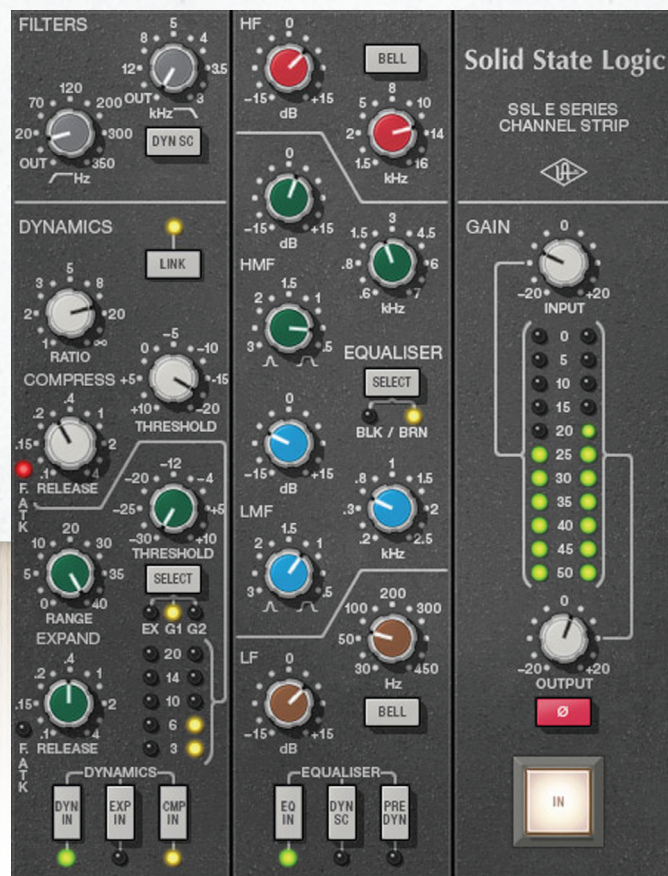 FILTERS
5
8 4
12 3.5
OUT 3
kHz
120
70 200
20 300
OUT 350
Hz
DYN SC
DYNAMICS
LINK
5
3 8
2 20
1 ∞
RATIO
-5
0 -10
+5 -15
+10 -20
THRESHOLD
COMPRESS
.4
.2 1
.15 2
.1 4
F. ATK
RELEASE
-12
-20 -4
-25 +5
-30 +10
THRESHOLD
20
10 30
5 35
0 40
RANGE
SELECT
EX G1 G2
EXPAND
20
14
10
6
3
.4
.2 1
.15 2
.1 4
F. ATK
RELEASE
DYNAMICS
DYN IN
EXP IN
CMP IN
HF
0
-15 +15
dB
BELL
8
5 10
2 14
1.5 16
kHz
0
-15 +15
dB
3
1.5 4.5
.8 6
.6 7
kHz
HMF
1.5
2 1
3 .5
EQUALISER
SELECT
BLK / BRN
0
-15 +15
dB
1
.8 1.5
.3 2
.2 2.5
kHz
LMF
1.5
2 1
3 .5
200
100 300
50
30 450
Hz
LF
0
-15 +15
dB
BELL
EQUALISER
EQ IN
DYN SC
PRE DYN
Solid State Logic
SSL E SERIES
CHANNEL STRIP
UA
GAIN
0
-20 +20
INPUT
0
5
10
15
20
25
30
35
40
45
50
0
-20 +20
OUTPUT
Ø
IN